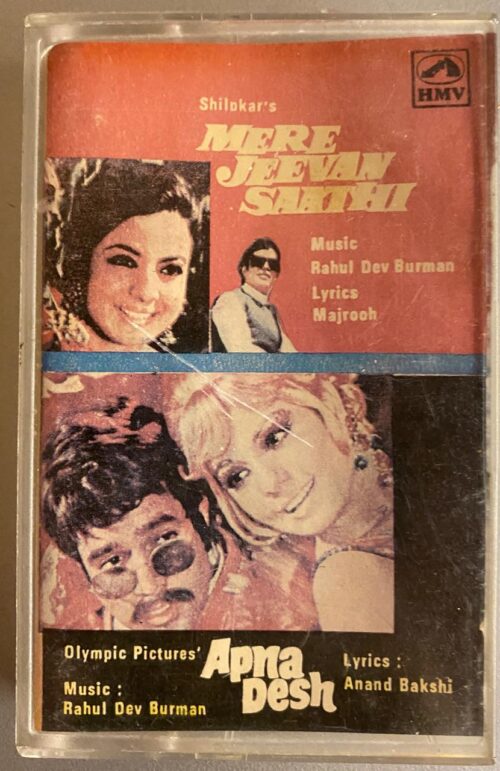 HMV
Shilpkar's
MERE
JEEVAN
SAATHI
Music
Rahul Dev Burman
Lyrics
Majrooh
Olympic Pictures'
Apna
Desh
Music :
Rahul Dev Burman
Lyrics :
Anand Bakshi